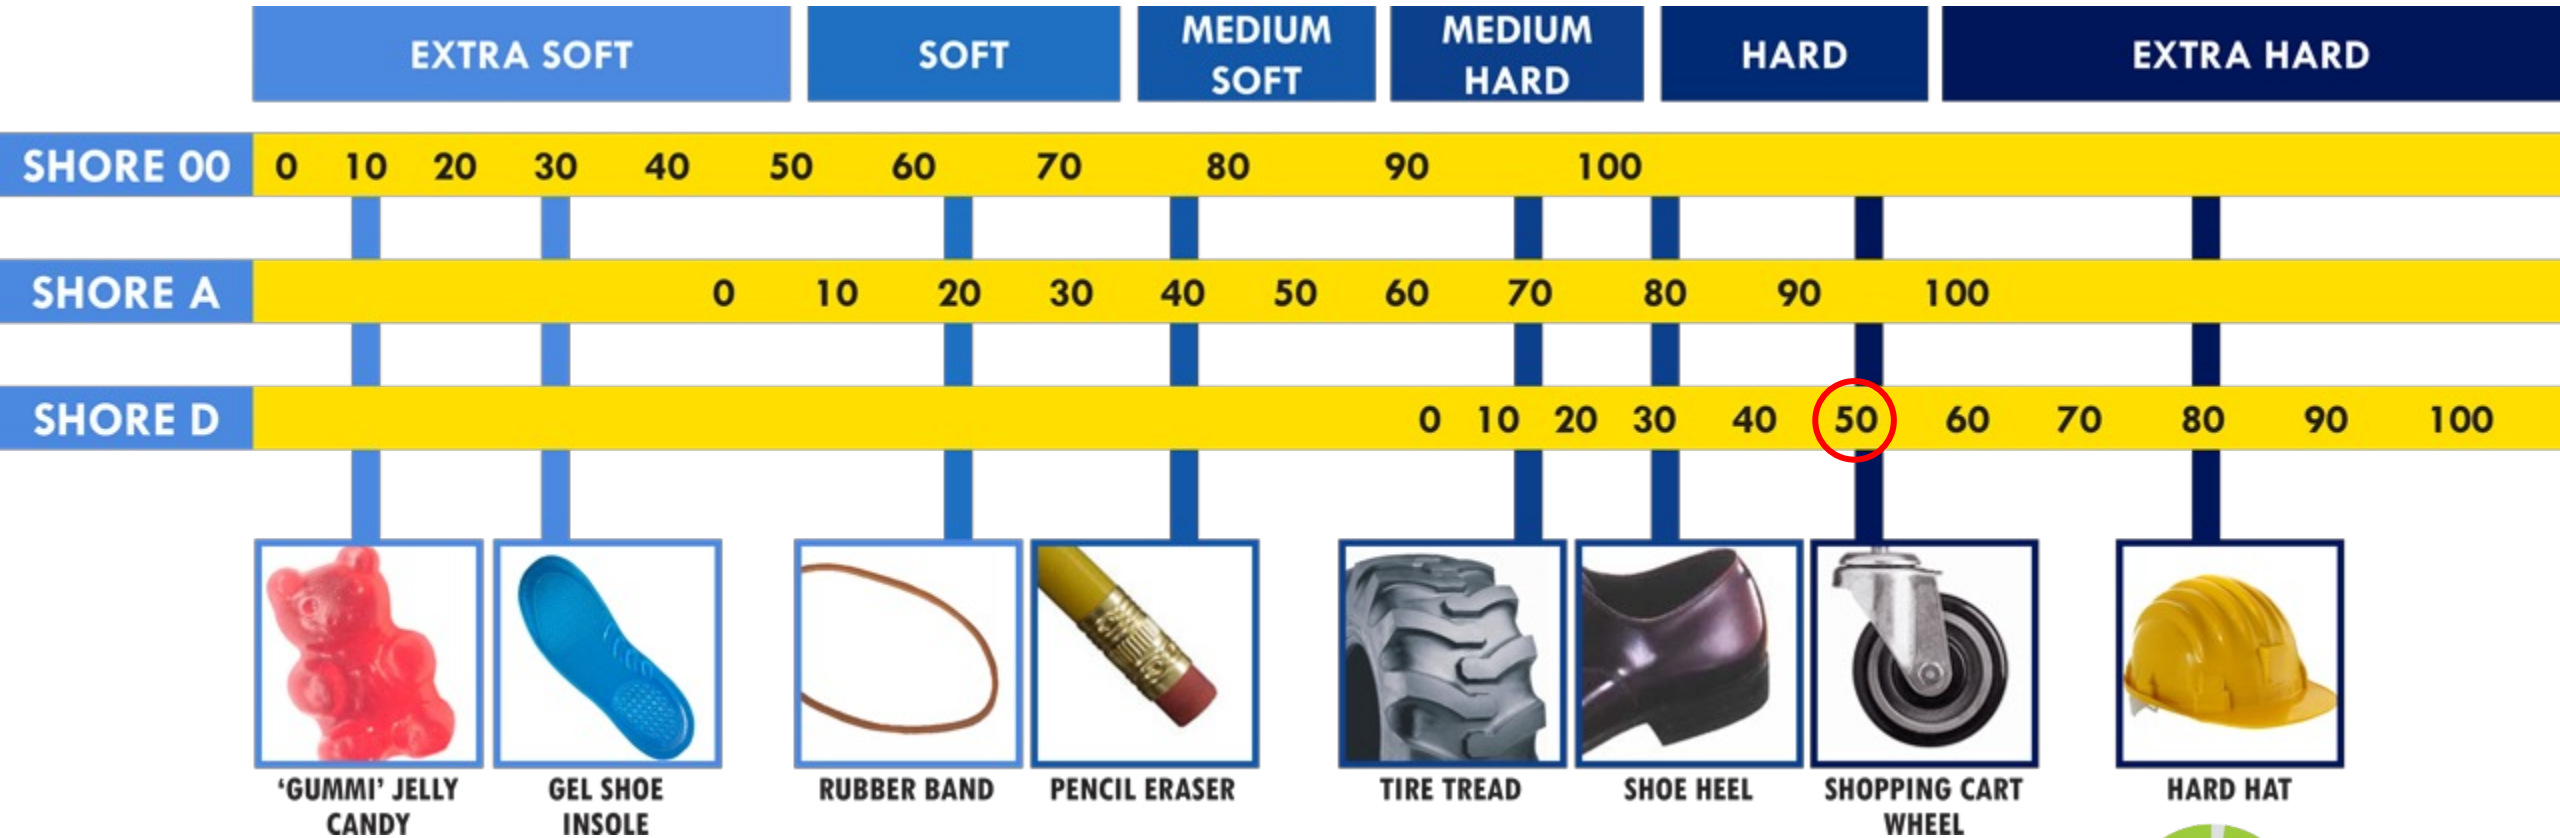 EXTRA SOFT
SOFT
MEDIUM
SOFT
MEDIUM
HARD
HARD
EXTRA HARD
SHORE 00 0 10 20 30 40 50 60 70 80 90 100
SHORE A 0 10 20 30 40 50 60 70 80 90 100
SHORE D 0 10 20 30 40 50 60 70 80 90 100
‘GUMMI’ JELLY
CANDY
GEL SHOE
INSOLE
RUBBER BAND
PENCIL ERASER
TIRE TREAD
SHOE HEEL
SHOPPING CART
WHEEL
HARD HAT